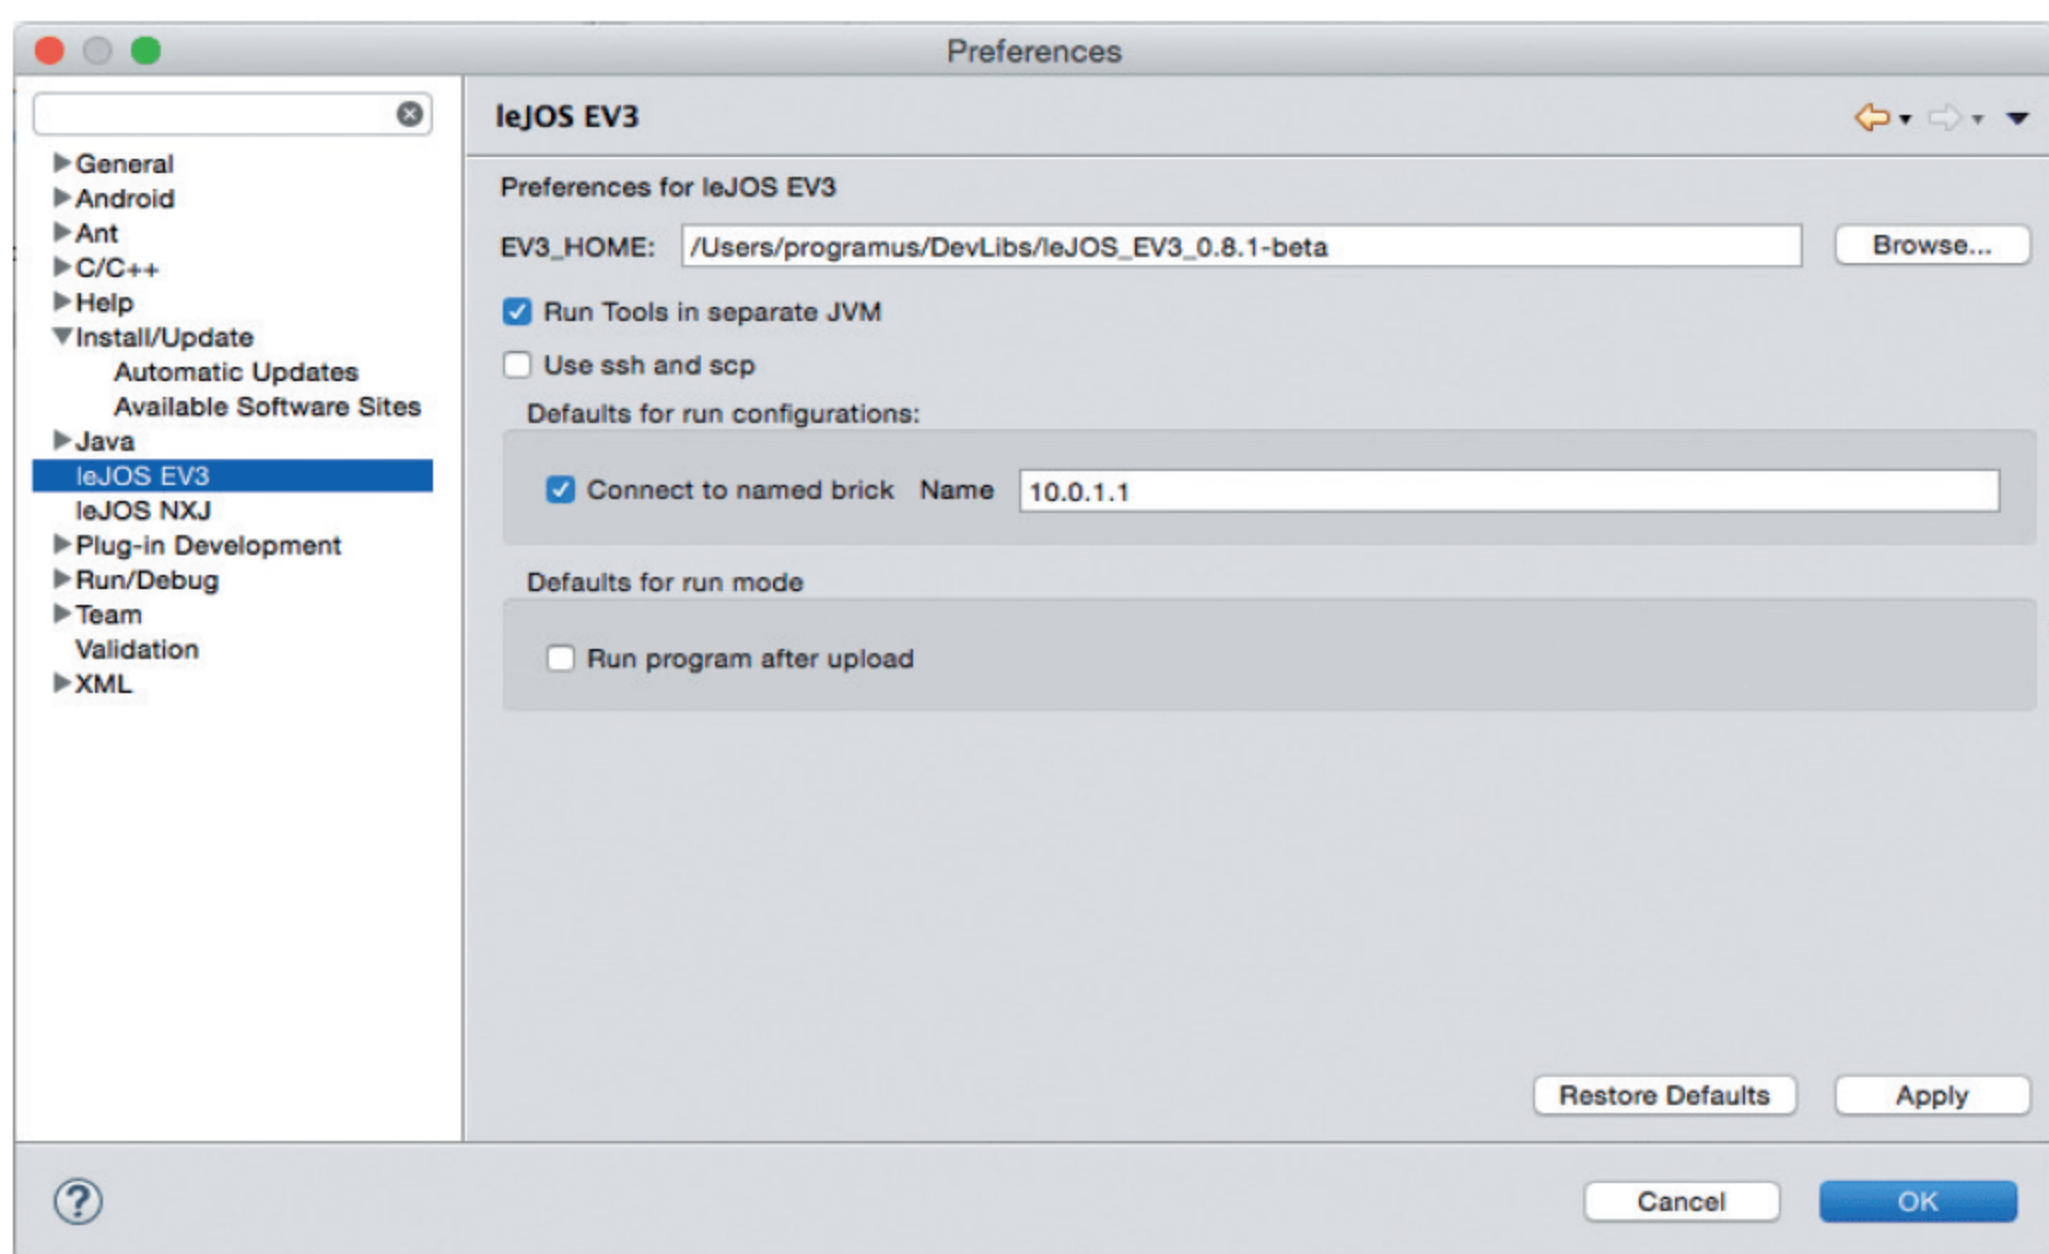 Preferences
General
Android
Ant
C/C++
Help
Install/Update
Automatic Updates
Available Software Sites
Java
leJOS EV3
leJOS NXJ
Plug-in Development
Run/Debug
Team
Validation
XML
leJOS EV3
Preferences for leJOS EV3
EV3_HOME: /Users/programus/DevLibs/leJOS_EV3_0.8.1-beta Browse...
Run Tools in separate JVM
Use ssh and scp
Defaults for run configurations:
Connect to named brick Name 10.0.1.1
Defaults for run mode
Run program after upload
Restore Defaults Apply
? Cancel OK